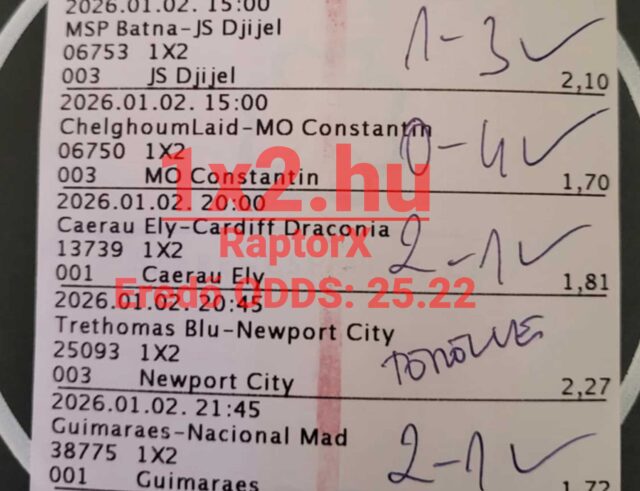 2026.01.02. 15:00
MSP Batna-JS Djijel
06753 1X2
1-3 ✓
003 JS Djijel 2,10
2026.01.02. 15:00
ChelghoumLaid-MO Constantin
06750 1X2
0-4 ✓
003 MO Constantin 1,70
1x2.hu
2026.01.02. 20:00
Caerau Ely-Cardiff Draconia
RaptorX
13739 1X2
2-1 ✓
001 Caerau Ely 1,81
Eredő ODDS: 25.22
2026.01.02. 20:45
Trethomas Blu-Newport City
25093 1X2
TÖRÖLVE
003 Newport City 2,27
2026.01.02. 21:45
Guimaraes-Nacional Mad
38775 1X2
2-1 ✓
001 Guimaraes 1,72